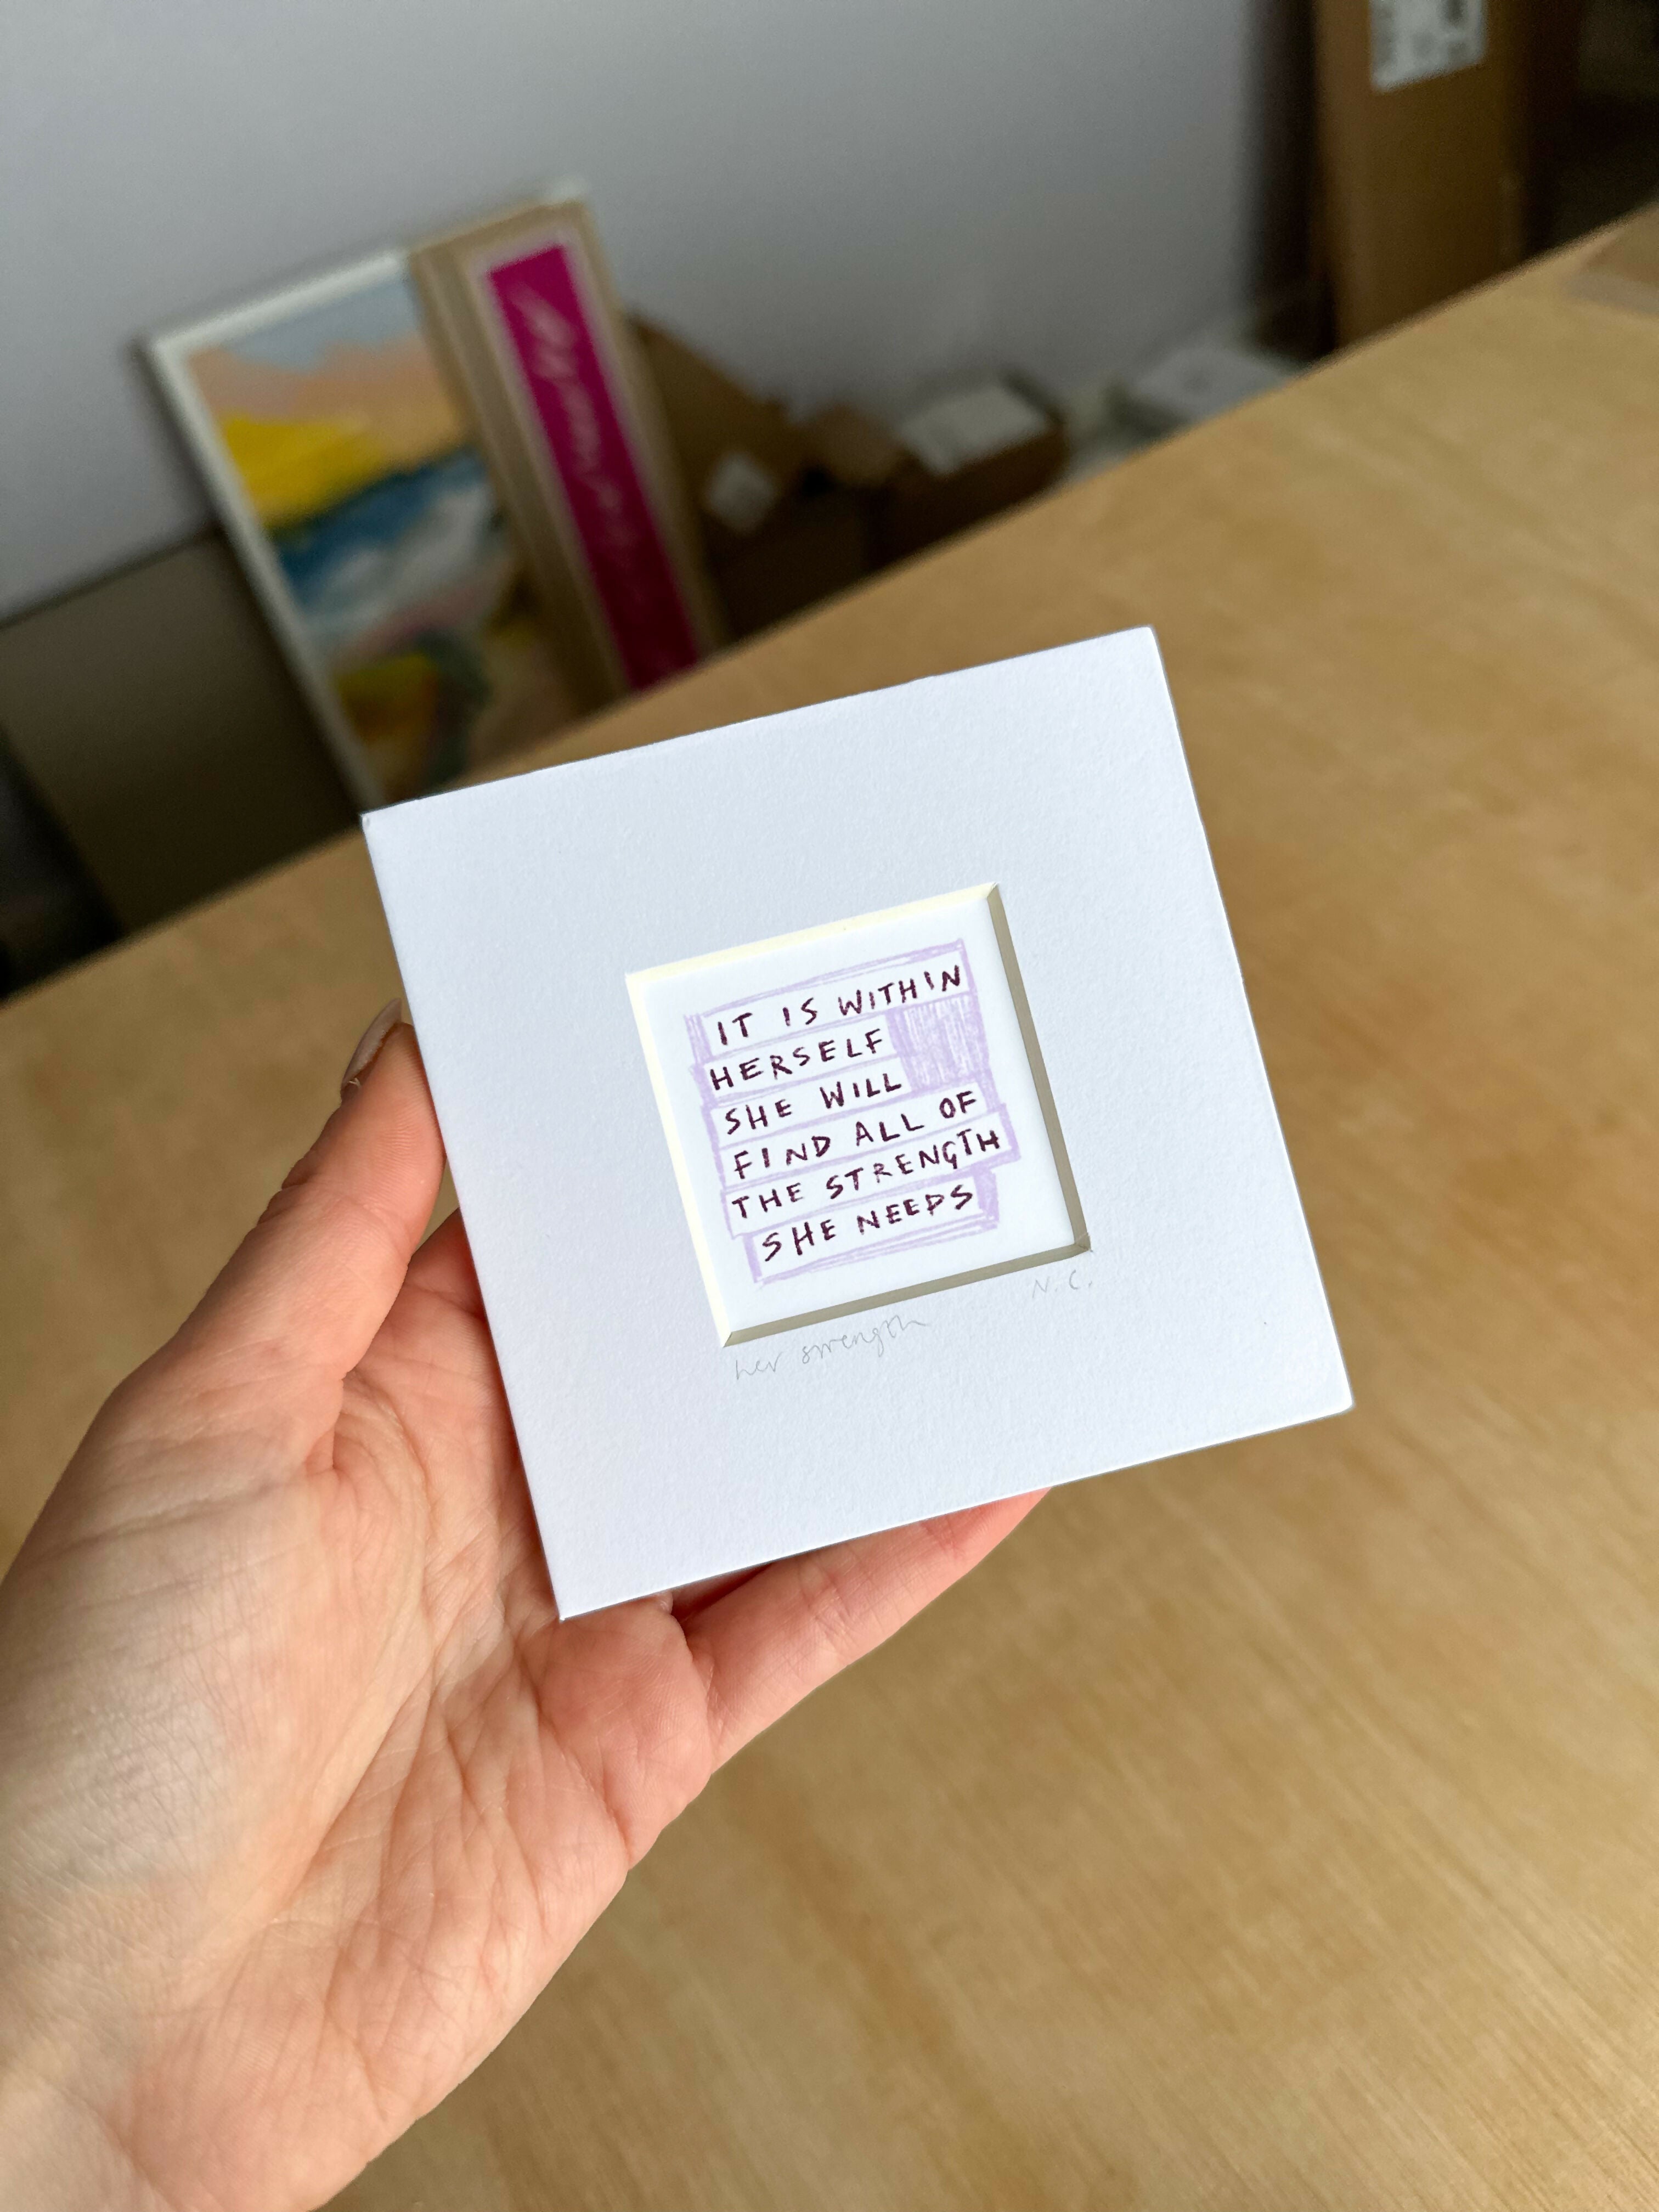 IT IS WITHIN
HERSELF
SHE WILL
FIND ALL OF
THE STRENGTH
SHE NEEDS
her strength N.C.